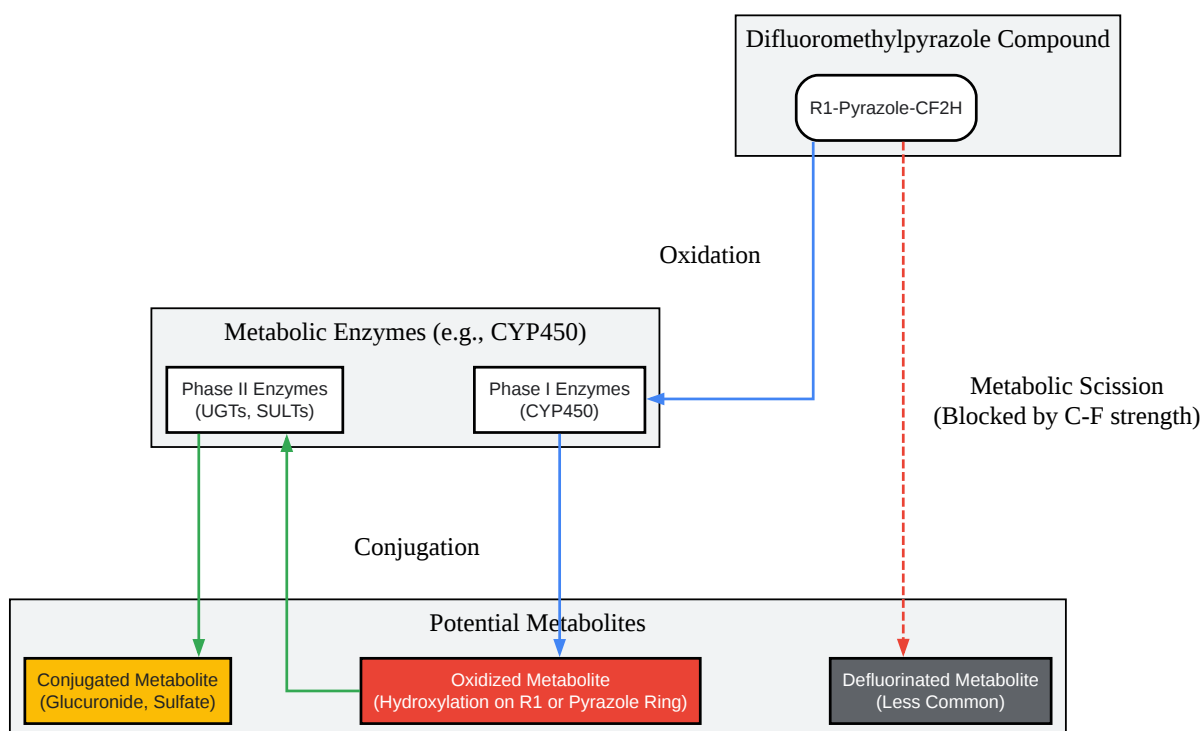 Difluoromethylpyrazole Compound
R1-Pyrazole-CF2H
Oxidation
Metabolic Enzymes (e.g., CYP450)
Phase II Enzymes
(UGTs, SULTs)
Phase I Enzymes
(CYP450)
Metabolic Scission
(Blocked by C-F strength)
Conjugation
Potential Metabolites
Conjugated Metabolite
(Glucuronide, Sulfate)
Oxidized Metabolite
(Hydroxylation on R1 or Pyrazole Ring)
Defluorinated Metabolite
(Less Common)